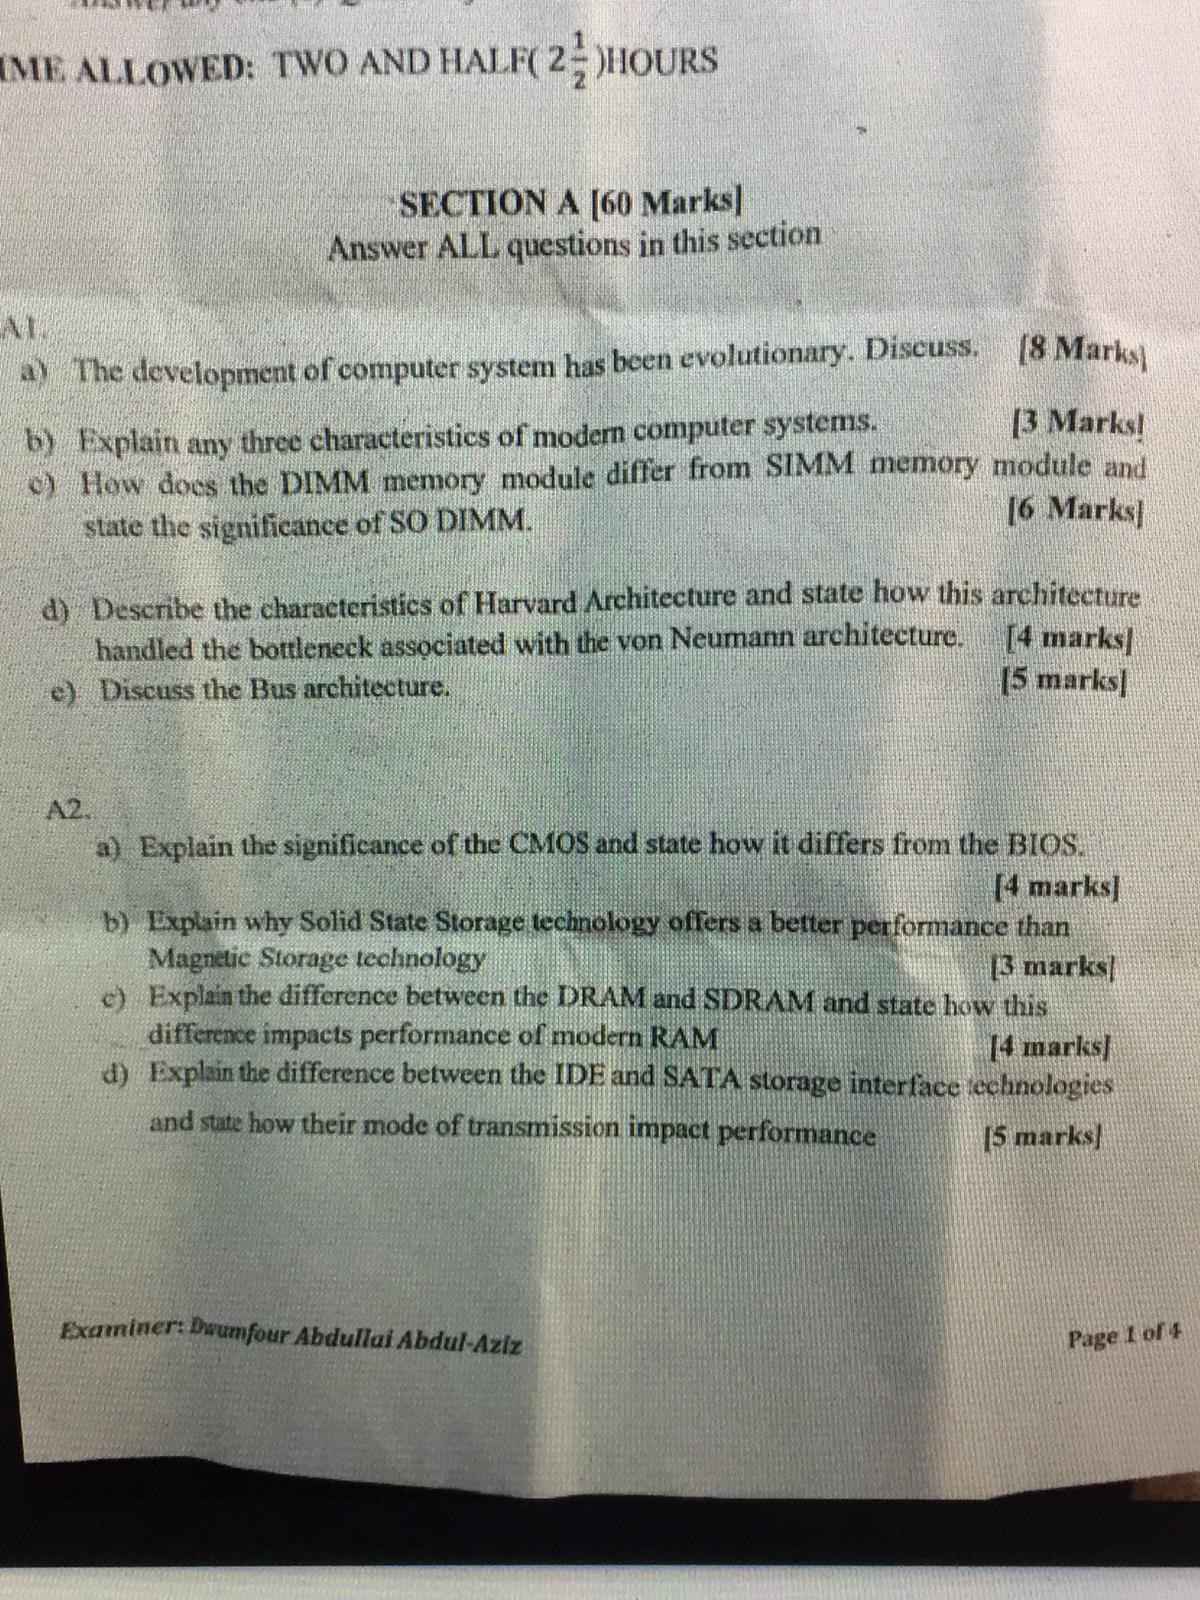 IME ALLOWED: TWO AND HALF( 2 1/2 )HOURS
SECTION A [60 Marks]
Answer ALL questions in this section
A1.
a) The development of computer system has been evolutionary. Discuss. [8 Marks]
b) Explain any three characteristics of modern computer systems. [3 Marks]
c) How does the DIMM memory module differ from SIMM memory module and
state the significance of SO DIMM. [6 Marks]
d) Describe the characteristics of Harvard Architecture and state how this architecture
handled the bottleneck associated with the von Neumann architecture. [4 marks]
e) Discuss the Bus architecture. [5 marks]
A2.
a) Explain the significance of the CMOS and state how it differs from the BIOS.
[4 marks]
b) Explain why Solid State Storage technology offers a better performance than
Magnetic Storage technology [3 marks]
c) Explain the difference between the DRAM and SDRAM and state how this
difference impacts performance of modern RAM [4 marks]
d) Explain the difference between the IDE and SATA storage interface technologies
and state how their mode of transmission impact performance [5 marks]
Examiner: Dwumfour Abdullai Abdul-Aziz
Page 1 of 4